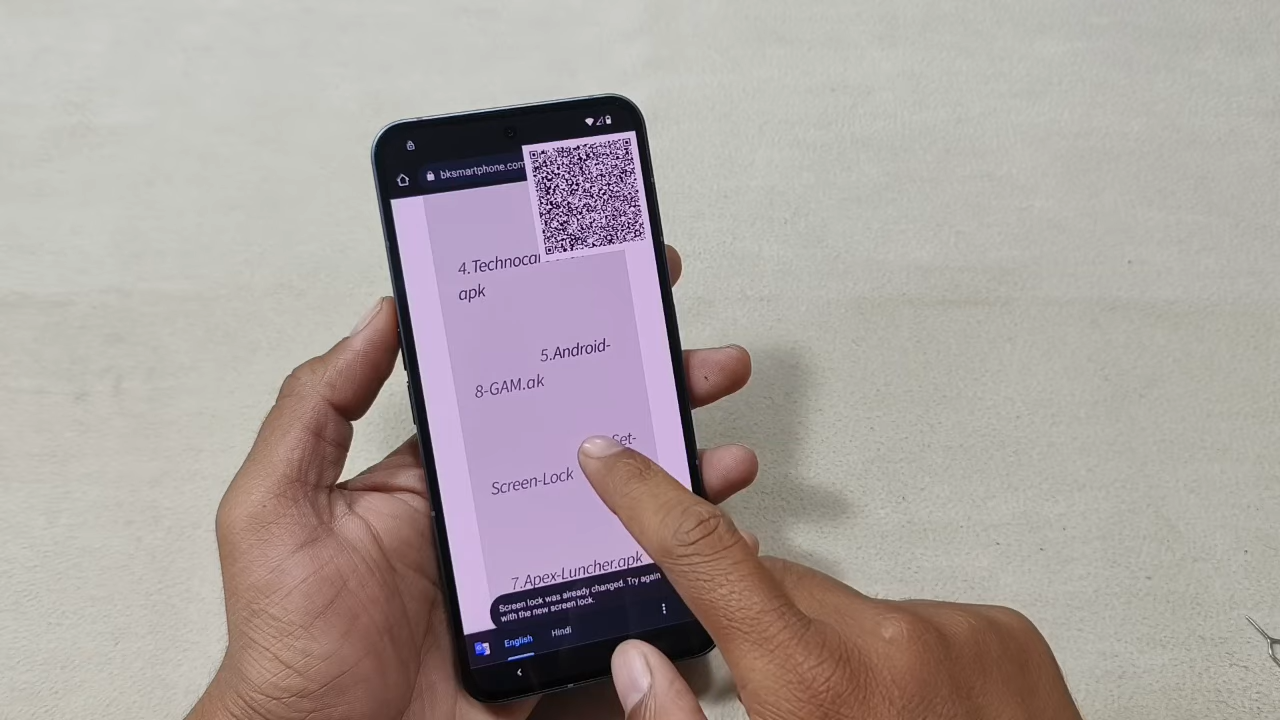 bksmartphone.com
4.Technoca
apk
5.Android-
8-GAM.ak
Set-
Screen-Lock
7.Apex-Luncher.apk
Screen lock was already changed. Try again
with the new screen lock.
English Hindi